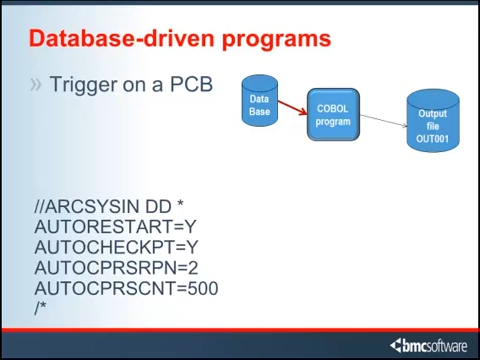 Database-driven programs
» Trigger on a PCB
Data
Base
COBOL
program
Output
file
OUT001
//ARCSYSIN DD *
AUTORESTART=Y
AUTOCHECKPT=Y
AUTOCPRSRPN=2
AUTOCPRSCNT=500
/*
bmcsoftware